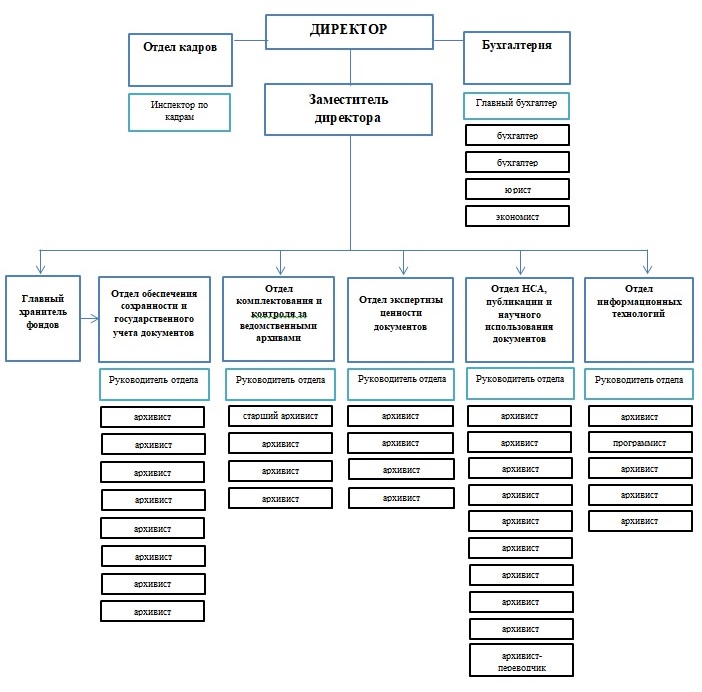 ДИРЕКТОР
Отдел кадров
Бухгалтерия
Инспектор по
кадрам
Заместитель
директора
Главный бухгалтер
бухгалтер
бухгалтер
юрист
экономист
Главный
хранитель
фондов
Отдел обеспечения
сохранности и
государственного
учета документов
Руководитель отдела
архивист
архивист
архивист
архивист
архивист
архивист
архивист
архивист
Отдел
комплектования и
контроля за
ведомственными
архивами
Руководитель отдела
старший архивист
архивист
архивист
архивист
Отдел экспертизы
ценности
документов
Руководитель отдела
архивист
архивист
архивист
архивист
Отдел НСА,
публикации и
научного
использования
документов
Руководитель отдела
архивист
архивист
архивист
архивист
архивист
архивист
архивист
архивист
архивист
архивист-
переводчик
Отдел
информационных
технологий
Руководитель отдела
архивист
программист
архивист
архивист
архивист